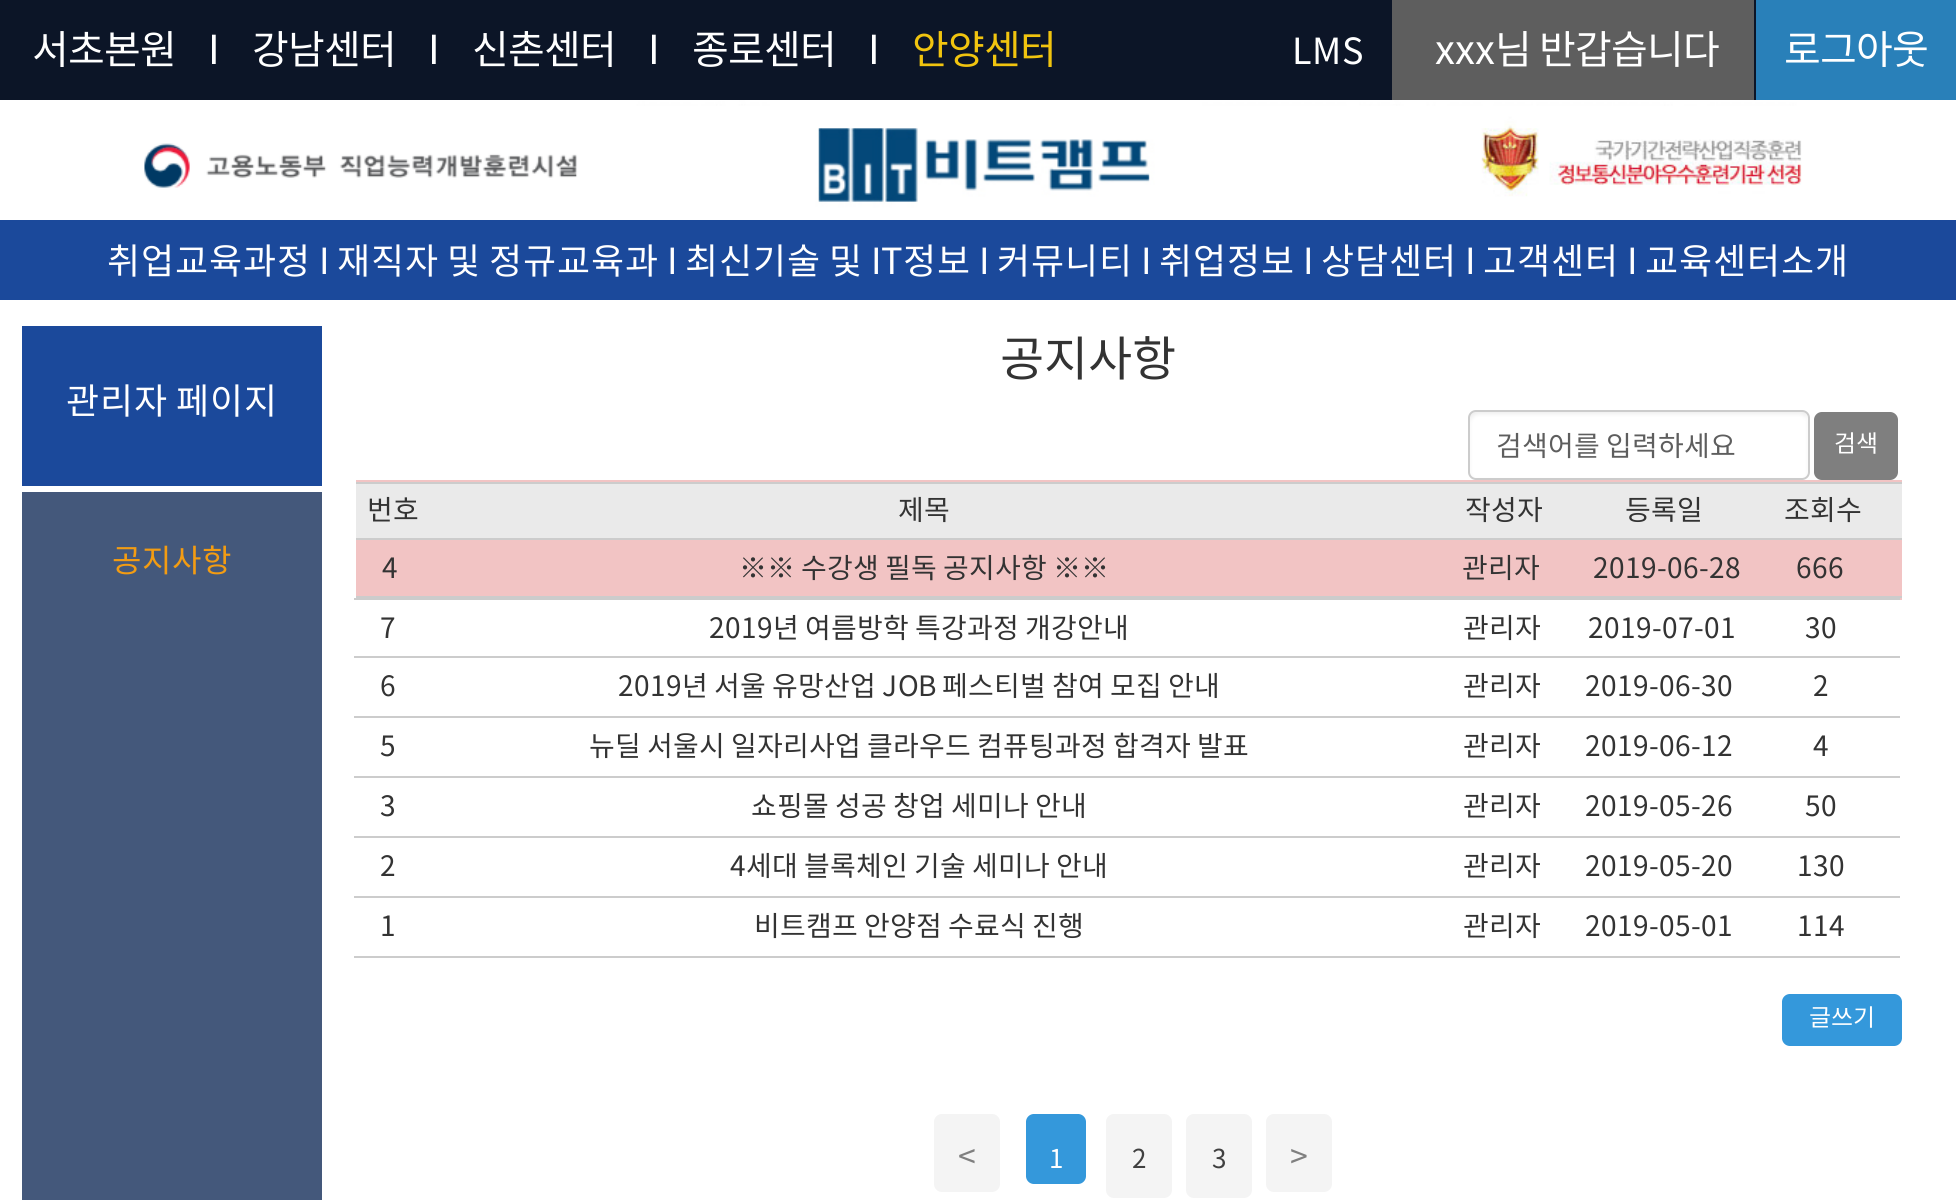 서초본원 I 강남센터 I 신촌센터 I 종로센터 I 안양센터 LMS xxx님 반갑습니다 로그아웃
고용노동부 직업능력개발훈련시설
BIT비트캠프
국가기간전략산업직종훈련
정보통신분야우수훈련기관 선정
취업교육과정 I 재직자 및 정규교육과 I 최신기술 및 IT정보 I 커뮤니티 I 취업정보 I 상담센터 I 고객센터 I 교육센터소개
관리자 페이지
공지사항
공지사항
검색어를 입력하세요 검색
번호 제목 작성자 등록일 조회수
4 ※※ 수강생 필독 공지사항 ※※ 관리자 2019-06-28 666
7 2019년 여름방학 특강과정 개강안내 관리자 2019-07-01 30
6 2019년 서울 유망산업 JOB 페스티벌 참여 모집 안내 관리자 2019-06-30 2
5 뉴딜 서울시 일자리사업 클라우드 컴퓨팅과정 합격자 발표 관리자 2019-06-12 4
3 쇼핑몰 성공 창업 세미나 안내 관리자 2019-05-26 50
2 4세대 블록체인 기술 세미나 안내 관리자 2019-05-20 130
1 비트캠프 안양점 수료식 진행 관리자 2019-05-01 114
글쓰기
< 1 2 3 >